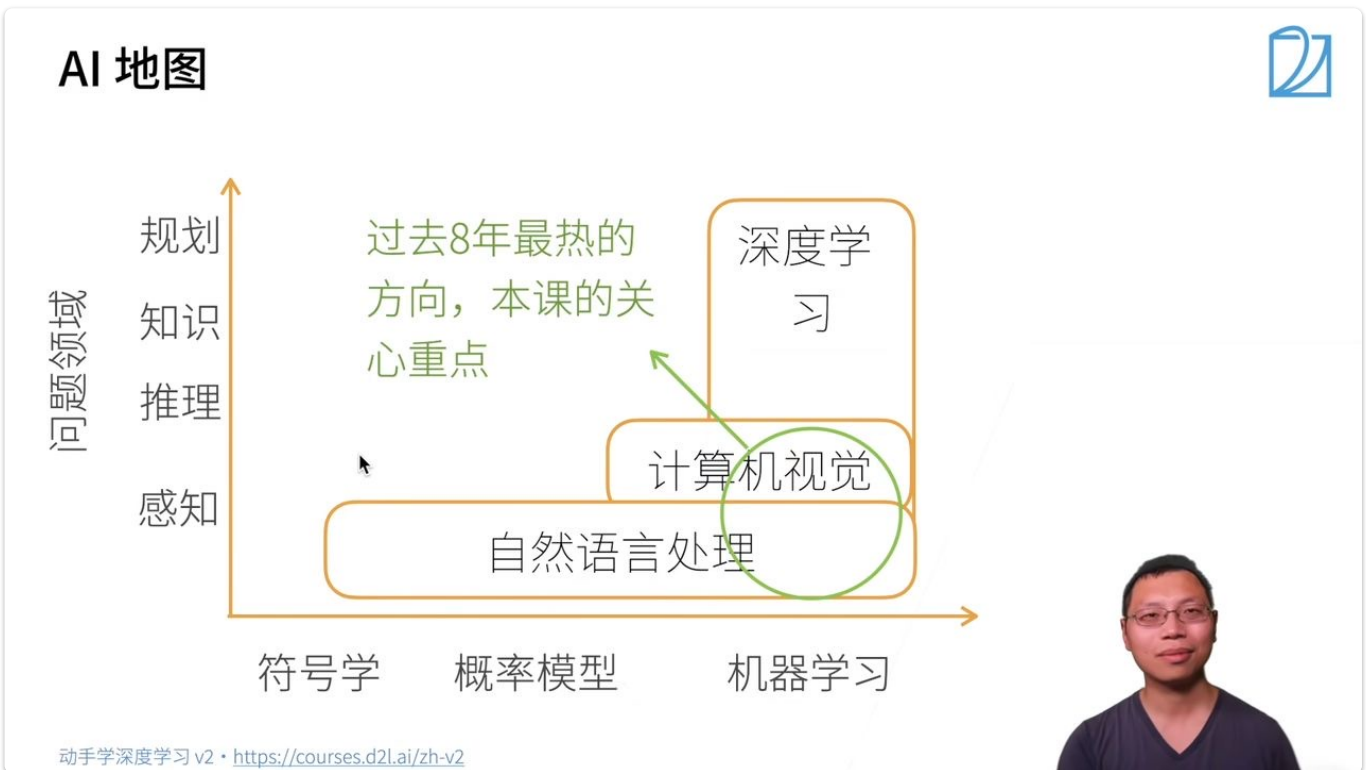 AI 地图
规划
知识
推理
感知
问题领域
过去8年最热的
方向，本课的关
心重点
深度学
习
计算机视觉
自然语言处理
符号学
概率模型
机器学习
动手学深度学习 v2・https://courses.d2l.ai/zh-v2